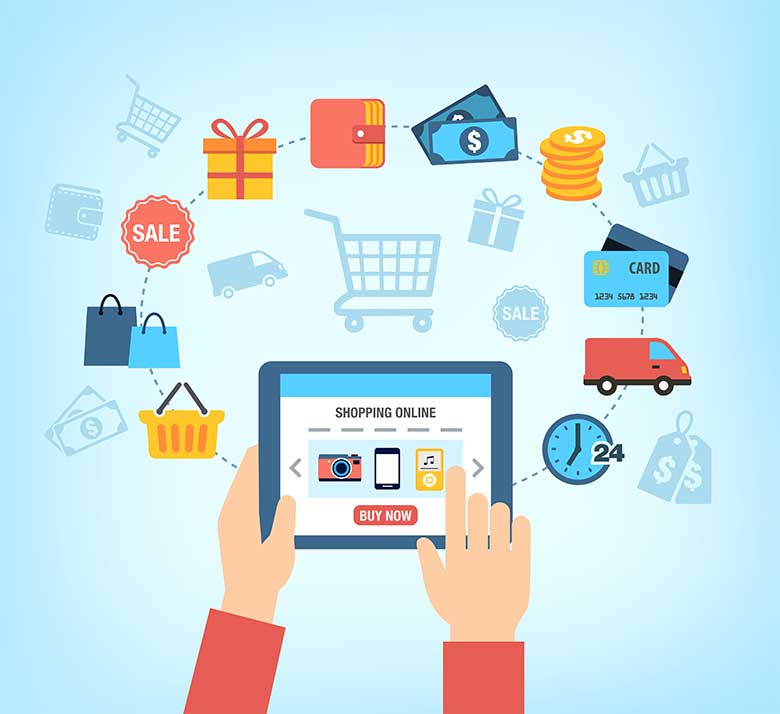 SALE
$
$
CARD
1234 5678 1234
SALE
$
24
$ $
SHOPPING ONLINE
BUY NOW